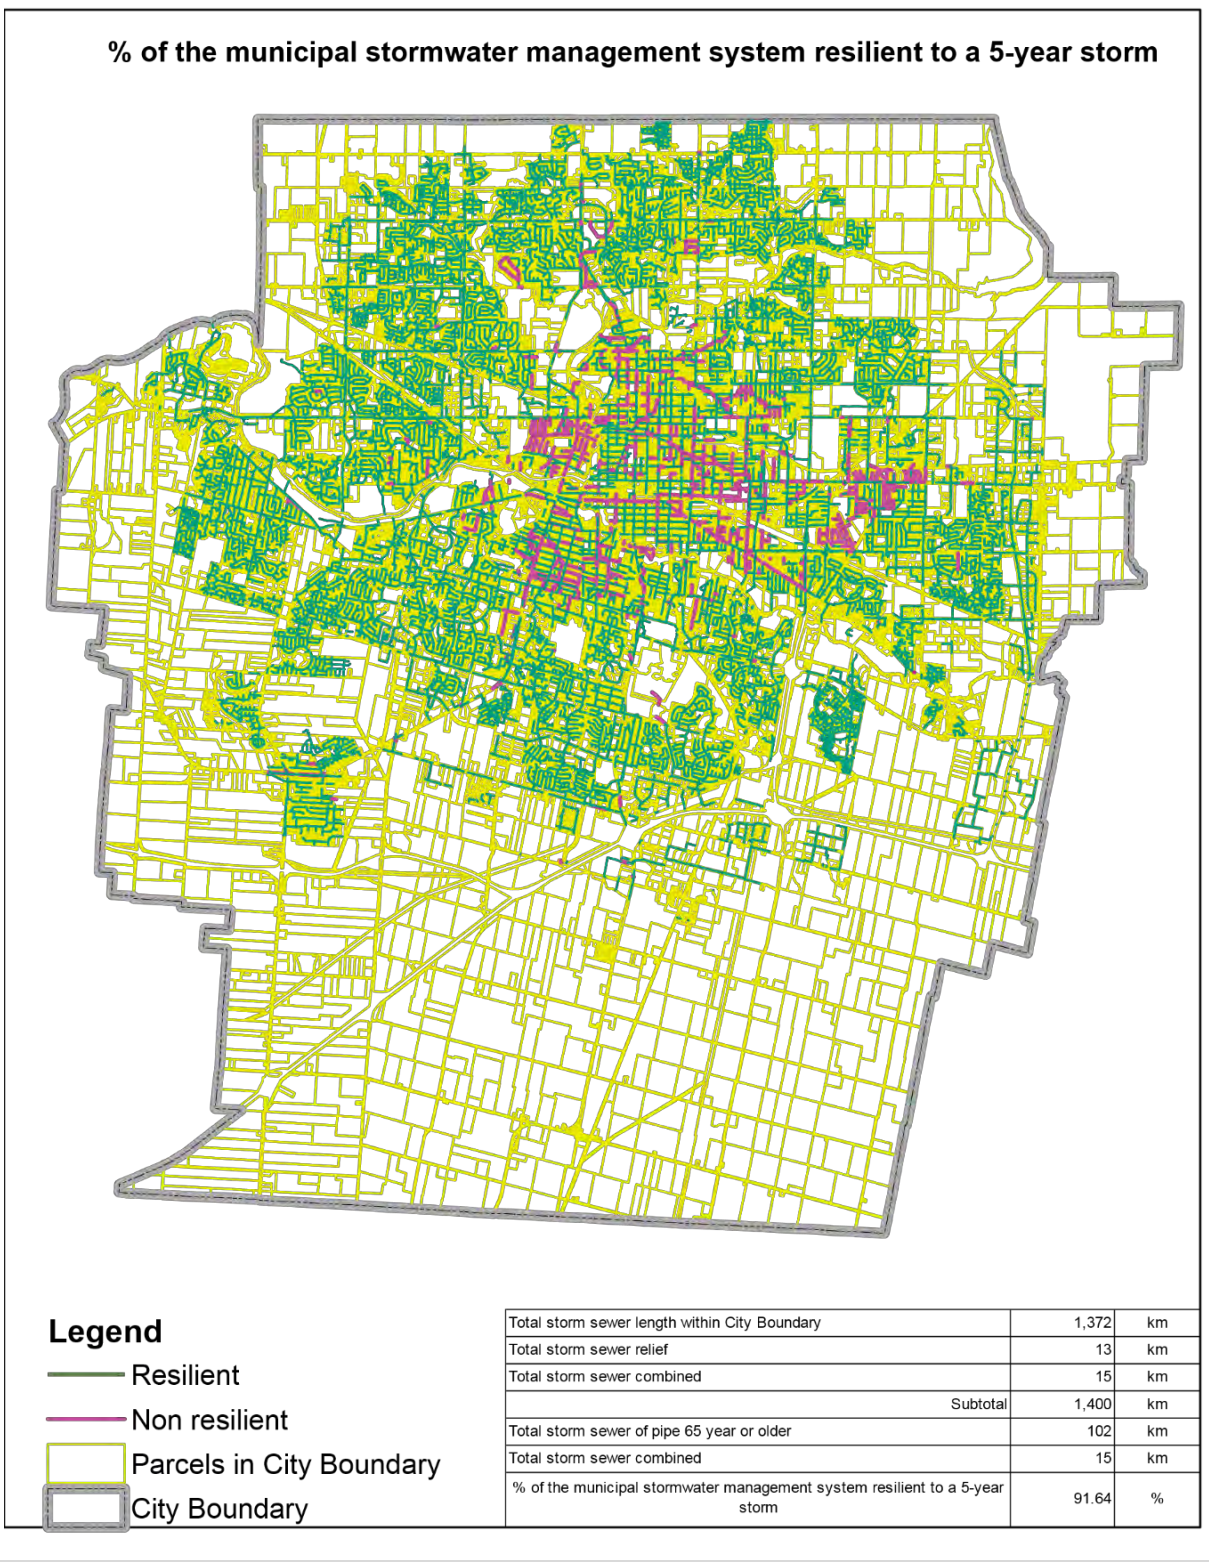 % of the municipal stormwater management system resilient to a 5-year storm
Legend
Resilient
Non resilient
Parcels in City Boundary
City Boundary
Total storm sewer length within City Boundary 1,372 km
Total storm sewer relief 13 km
Total storm sewer combined 15 km
Subtotal 1,400 km
Total storm sewer of pipe 65 year or older 102 km
Total storm sewer combined 15 km
% of the municipal stormwater management system resilient to a 5-year
storm 91.64 %